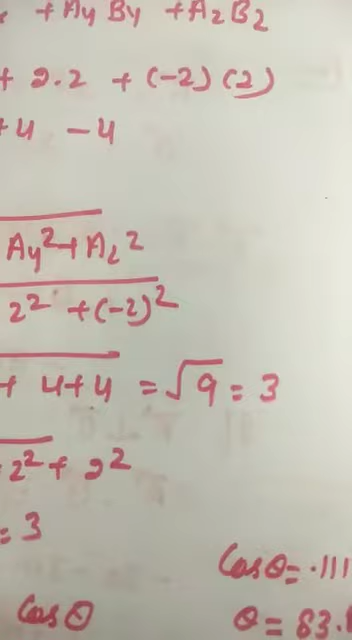 + Ay By + Az Bz
+ 2.2 + (-2) (2)
+4 - 4
Ay² + Az²
2² + (-2)²
+ 4+4 = √9 = 3
2² + 2²
= 3
Cosθ = .111
Cosθ
θ = 83.